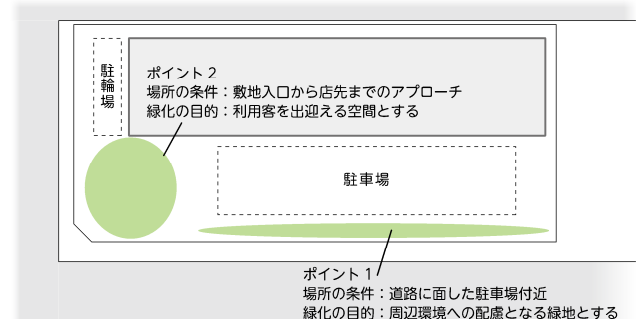 駐輪場
ポイント2
場所の条件：敷地入口から店先までのアプローチ
緑化の目的：利用客を出迎える空間とする
駐車場
ポイント1
場所の条件：道路に面した駐車場付近
緑化の目的：周辺環境への配慮となる緑地とする